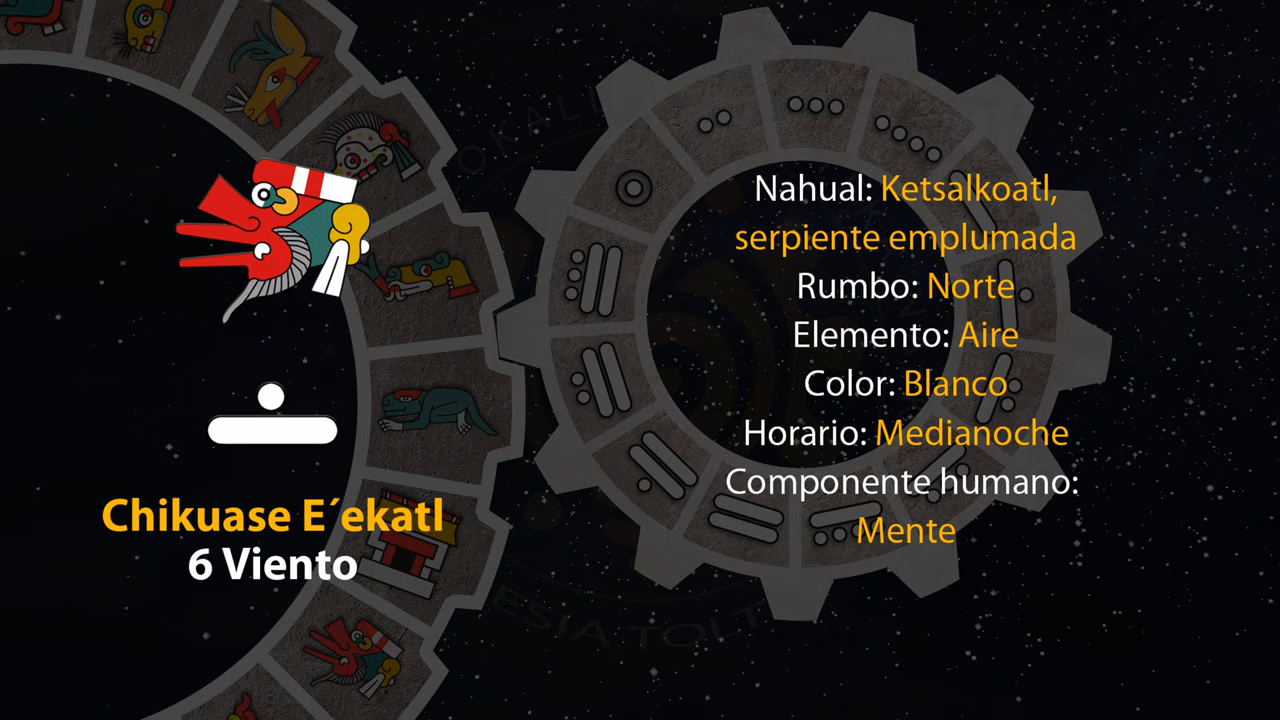 Chikuase E´ekatl
6 Viento
Nahual: Ketsalkoatl,
serpiente emplumada
Rumbo: Norte
Elemento: Aire
Color: Blanco
Horario: Medianoche
Componente humano:
Mente